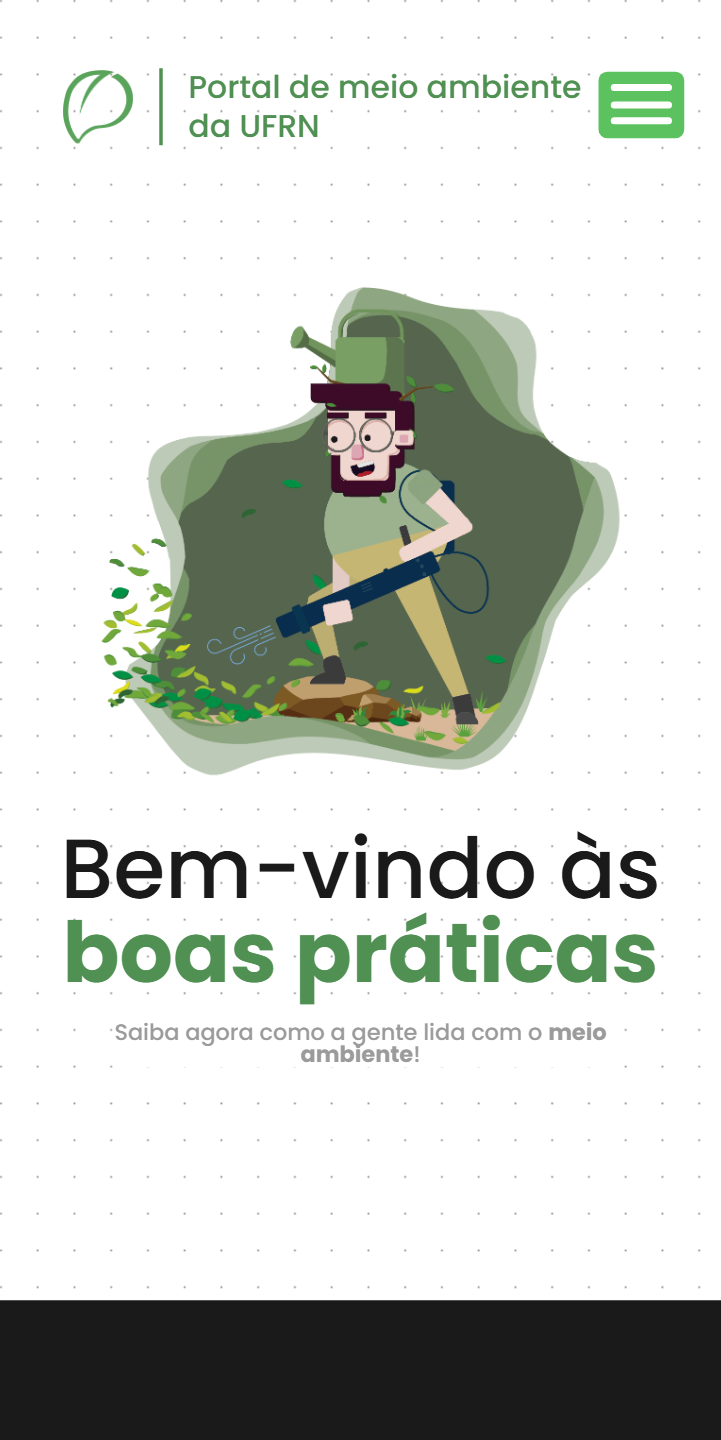 Portal de meio ambiente
da UFRN
Bem-vindo às
boas práticas
Saiba agora como a gente lida com o meio
ambiente!